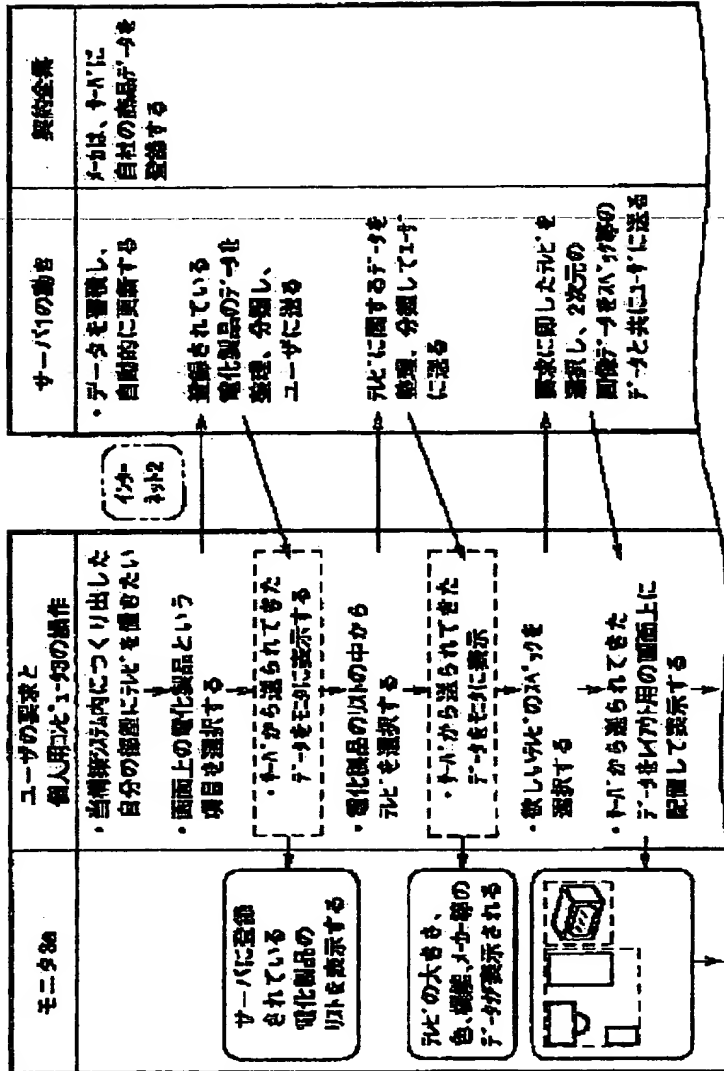 モニタ3a
ユーザの要求と
個人用コンピュータ3の操作
サーバ1の動き
契約企業
・当構築システム内につくり出した
自分の部屋にテレビを置きたい
・画面上の電化製品という
項目を選択する
・サーバから送られてきた
データをモニタに表示する
・電化製品のリストの中から
テレビを選択する
・サーバから送られてきた
データをモニタに表示
・欲しいテレビのスペックを
選択する
・サーバから送られてきた
データをレイアウト用の画面上に
配置して表示する
サーバに登録
されている
電化製品の
リストを表示する
テレビの大きさ、
色、機能、メーカー等の
データが表示される
インター
ネット2
・データを蓄積し、
自動的に更新する
登録されている
電化製品のデータを
整理、分類し、
ユーザに送る
テレビに関するデータを
整理、分類してユーザ
に送る
要求に即したテレビを
選択し、2次元の
画像データをスペック等の
データと共にユーザに送る
メーカは、サーバに
自社の商品データを
登録する